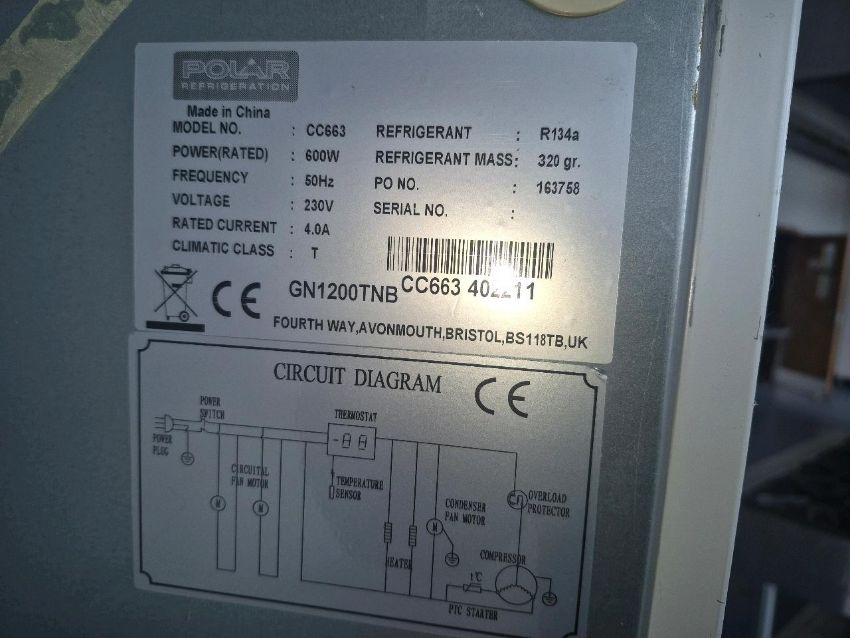 POLAR
REFRIGERATION
Made in China
MODEL NO. : CC663 REFRIGERANT : R134a
POWER(RATED) : 600W REFRIGERANT MASS: 320 gr.
FREQUENCY : 50Hz PO NO. : 163758
VOLTAGE : 230V SERIAL NO. :
RATED CURRENT : 4.0A
CLIMATIC CLASS : T
CE GN1200TNB CC663 402211
FOURTH WAY,AVONMOUTH,BRISTOL,BS118TB,UK
CIRCUIT DIAGRAM CE
POWER
SWITCH
THERMOSTAT
POWER
PLUG
CIRCUITAL
FAN MOTOR
M
M
TEMPERATURE
SENSOR
HEATER
M
CONDENSER
FAN MOTOR
OVERLOAD
PROTECTOR
COMPRESSOR
t℃
PTC STARTER